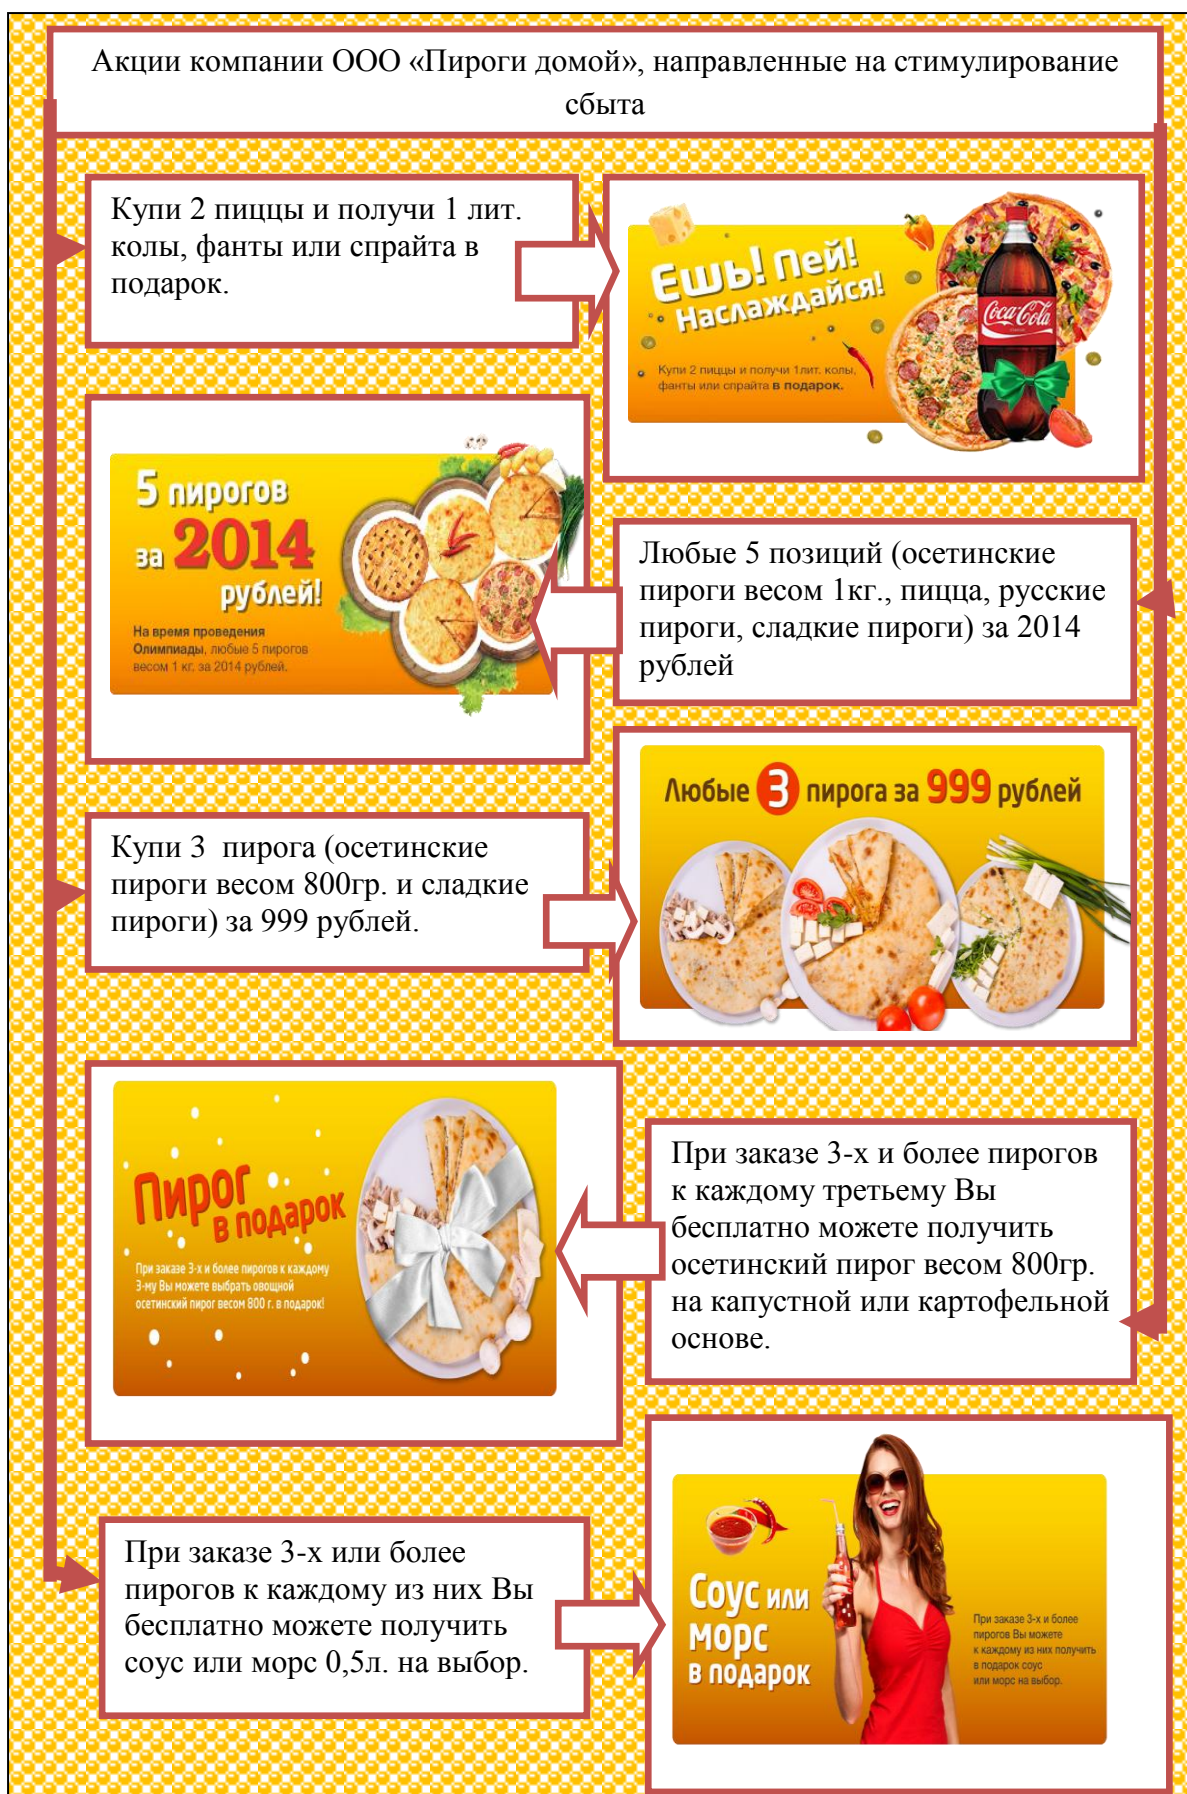 Акции компании ООО «Пироги домой», направленные на стимулирование
сбыта
Купи 2 пиццы и получи 1 лит.
колы, фанты или спрайта в
подарок.
Ешь! Пей!
Наслаждайся!
Купи 2 пиццы и получи 1лит. колы,
фанты или спрайта в подарок.
Coca-Cola
5 пирогов
за 2014
рублей!
На время проведения
Олимпиады, любые 5 пирогов
весом 1 кг. за 2014 рублей.
Любые 5 позиций (осетинские
пироги весом 1кг., пицца, русские
пироги, сладкие пироги) за 2014
рублей
Любые 3 пирога за 999 рублей
Купи 3 пирога (осетинские
пироги весом 800гр. и сладкие
пироги) за 999 рублей.
Пирог
в подарок
При заказе 3-х и более пирогов к каждому
3-му Вы можете выбрать овощной
осетинский пирог весом 800 г. в подарок!
При заказе 3-х и более пирогов
к каждому третьему Вы
бесплатно можете получить
осетинский пирог весом 800гр.
на капустной или картофельной
основе.
При заказе 3-х или более
пирогов к каждому из них Вы
бесплатно можете получить
соус или морс 0,5л. на выбор.
Соус или
морс
в подарок
При заказе 3-х и более
пирогов Вы можете
к каждому из них получить
в подарок соус
или морс на выбор.